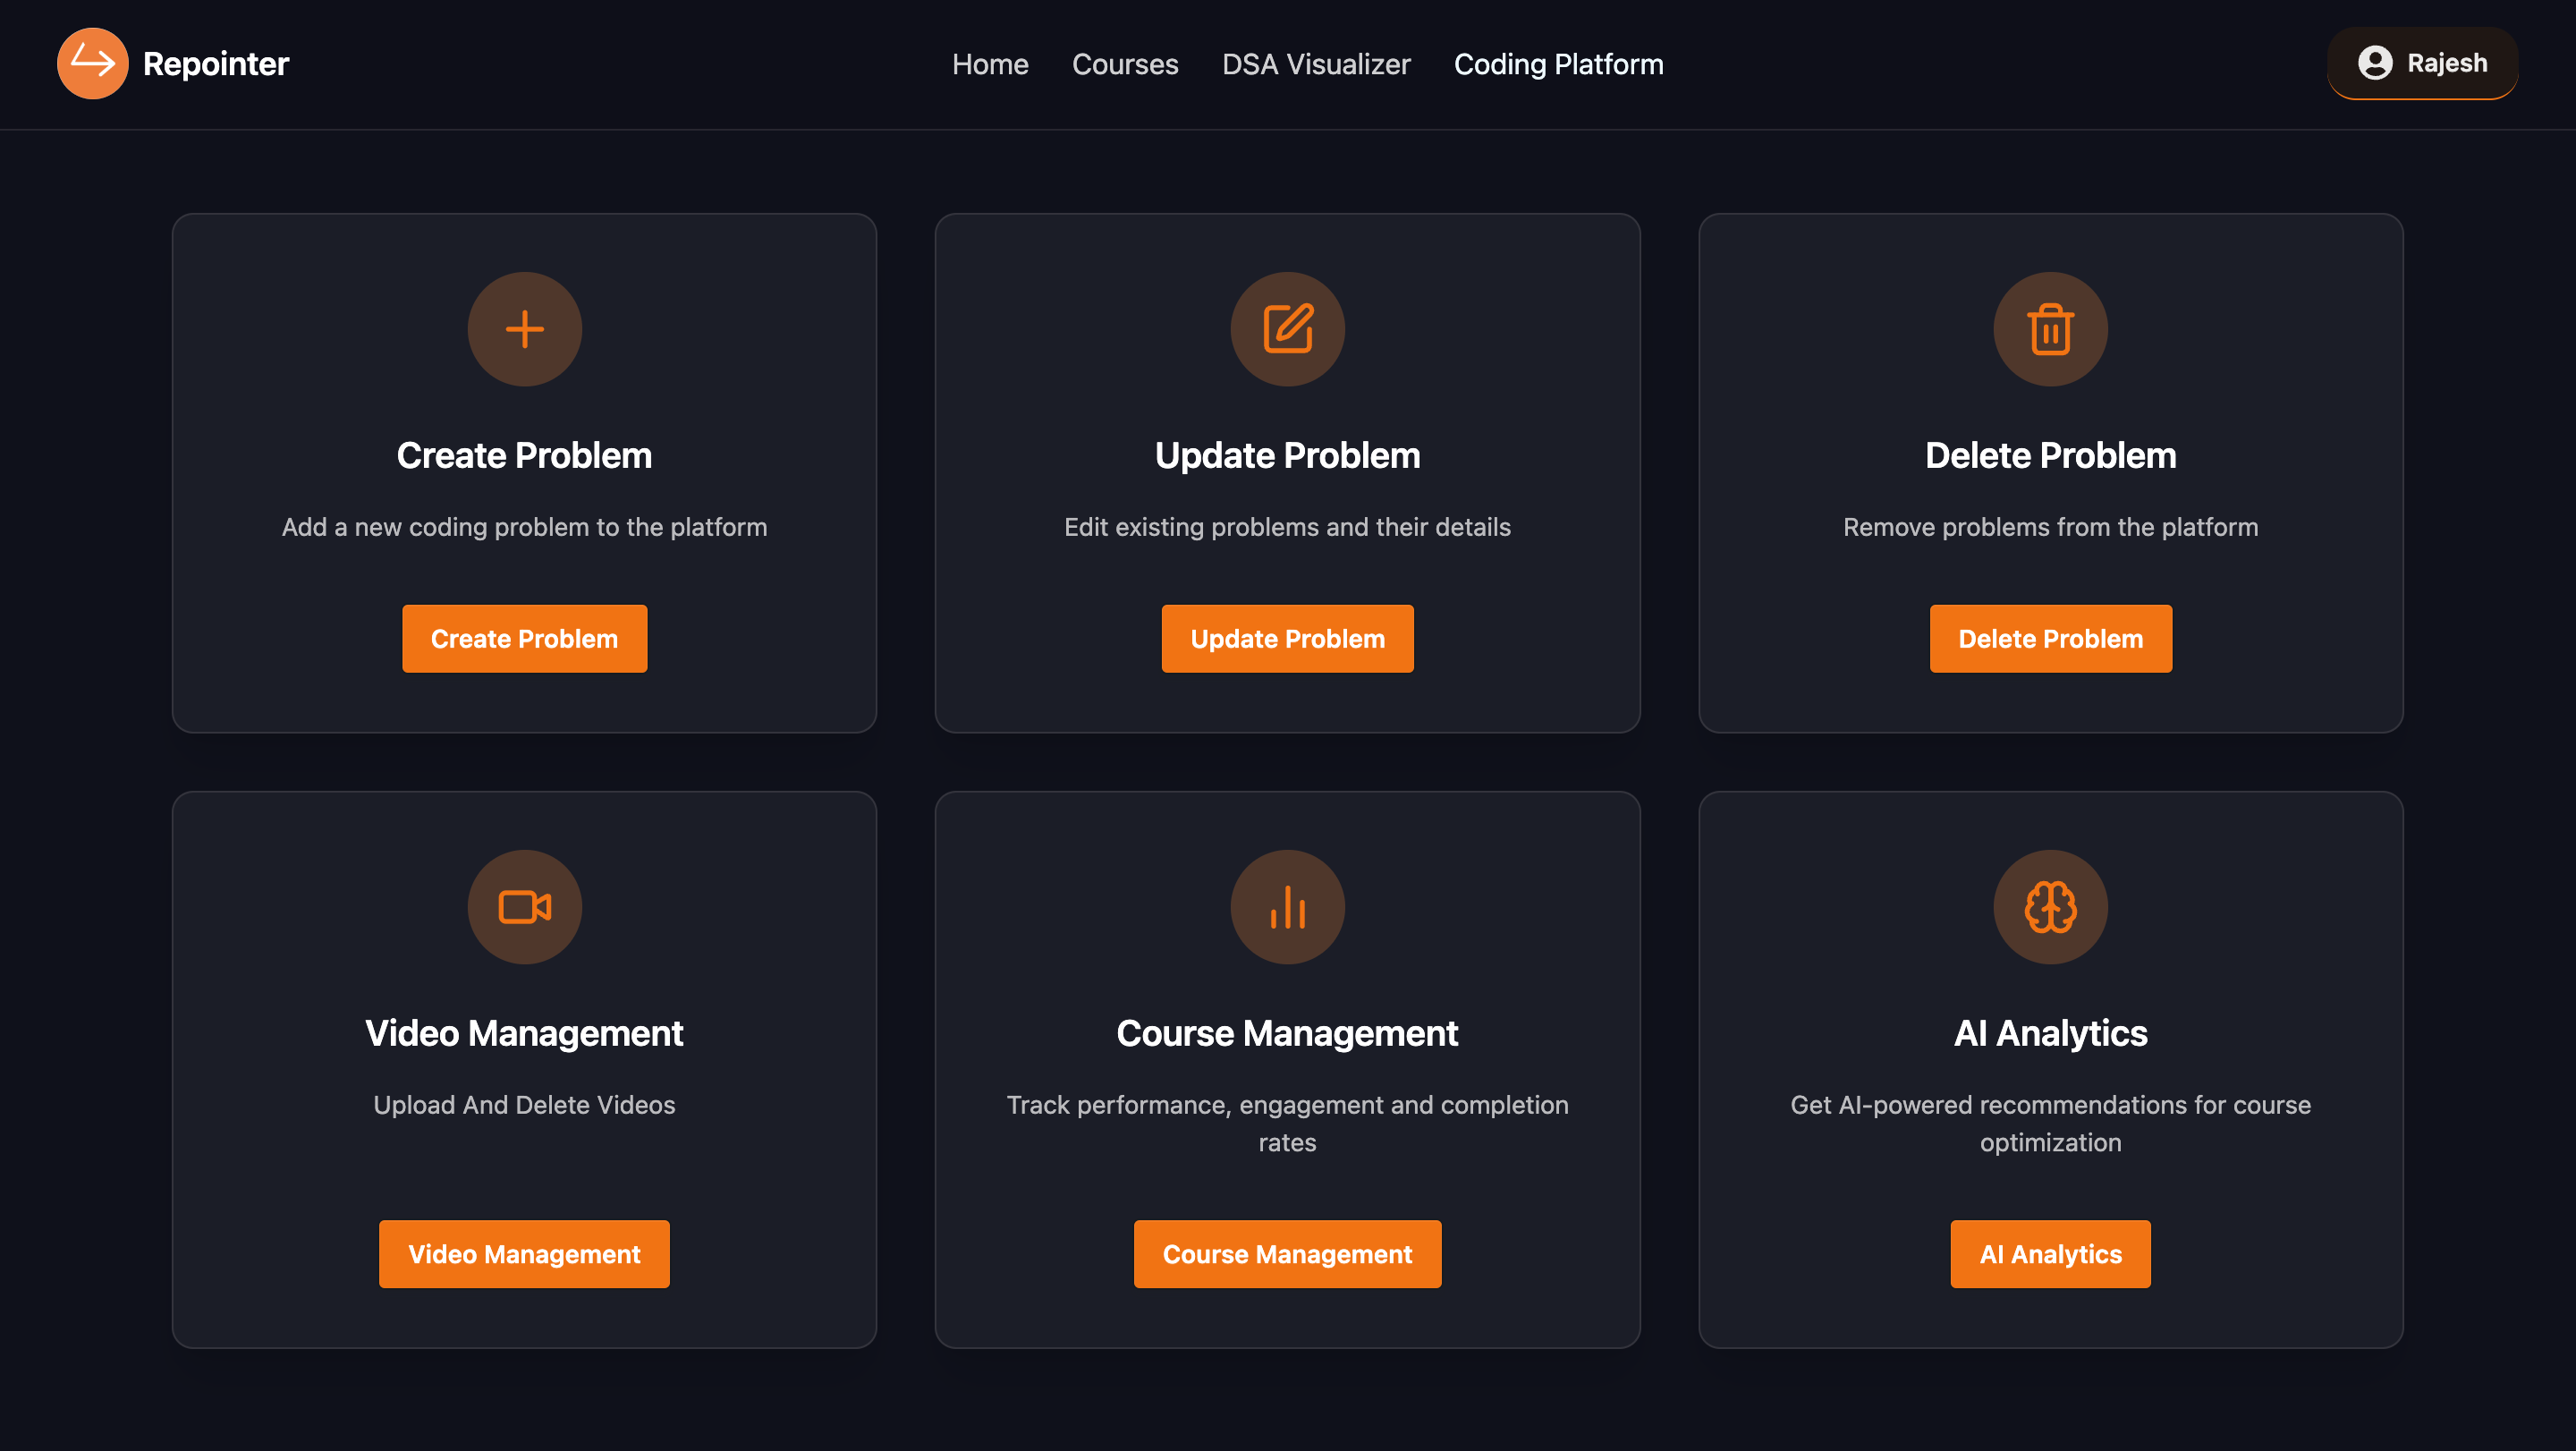 Repointer
Home
Courses
DSA Visualizer
Coding Platform
Rajesh
Create Problem
Add a new coding problem to the platform
Create Problem
Update Problem
Edit existing problems and their details
Update Problem
Delete Problem
Remove problems from the platform
Delete Problem
Video Management
Upload And Delete Videos
Video Management
Course Management
Track performance, engagement and completion
rates
Course Management
AI Analytics
Get AI-powered recommendations for course
optimization
AI Analytics